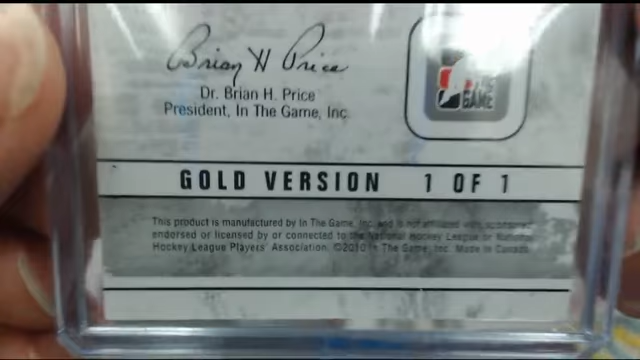 Brian H Price
Dr. Brian H. Price
President, In The Game, Inc.
THE
GAME
GOLD VERSION 1 OF 1
This product is manufactured by In The Game, Inc. and is not affiliated with, sponsored,
endorsed or licensed by or connected to the National Hockey League or National
Hockey League Players' Association. ©2010 In The Game, Inc. Made in Canada.